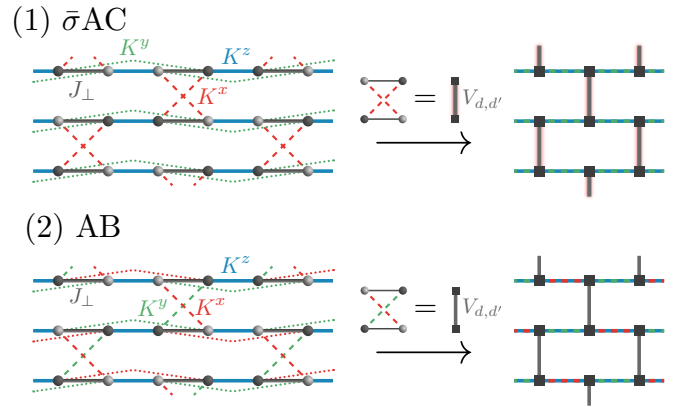 (1) σ̄AC
K^y
K^z
J_⊥
K^x
= V_{d,d'}
(2) AB
K^z
J_⊥
K^y
K^x
= V_{d,d'}